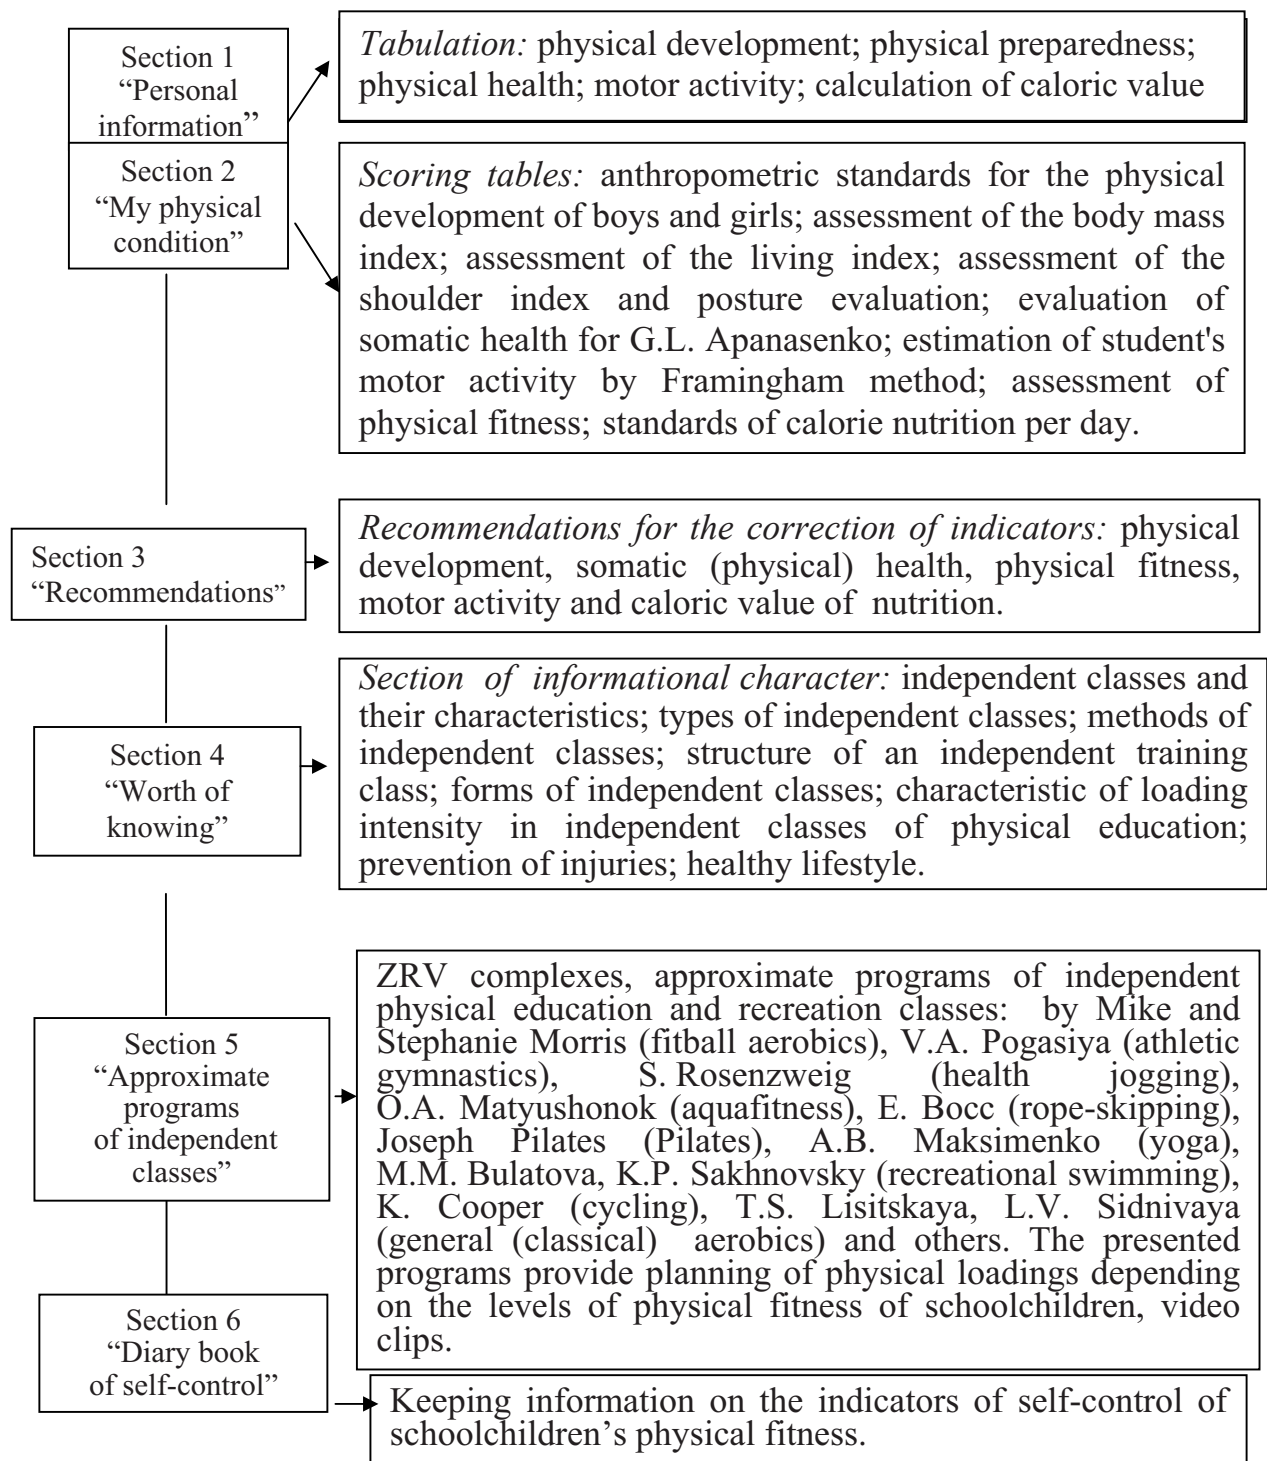 Section 1
“Personal
information”
Tabulation: physical development; physical preparedness;
physical health; motor activity; calculation of caloric value
Section 2
“My physical
condition”
Scoring tables: anthropometric standards for the physical
development of boys and girls; assessment of the body mass
index; assessment of the living index; assessment of the
shoulder index and posture evaluation; evaluation of
somatic health for G.L. Apanasenko; estimation of student's
motor activity by Framingham method; assessment of
physical fitness; standards of calorie nutrition per day.
Section 3
“Recommendations”
Recommendations for the correction of indicators: physical
development, somatic (physical) health, physical fitness,
motor activity and caloric value of nutrition.
Section 4
“Worth of
knowing”
Section of informational character: independent classes and
their characteristics; types of independent classes; methods of
independent classes; structure of an independent training
class; forms of independent classes; characteristic of loading
intensity in independent classes of physical education;
prevention of injuries; healthy lifestyle.
Section 5
“Approximate
programs
of independent
classes”
ZRV complexes, approximate programs of independent
physical education and recreation classes: by Mike and
Stephanie Morris (fitball aerobics), V.A. Pogasiya (athletic
gymnastics), S. Rosenzweig (health jogging),
O.A. Matyushonok (aquafitness), E. Bocc (rope-skipping),
Joseph Pilates (Pilates), A.B. Maksimenko (yoga),
M.M. Bulatova, K.P. Sakhnovsky (recreational swimming),
K. Cooper (cycling), T.S. Lisitskaya, L.V. Sidnivaya
(general (classical) aerobics) and others. The presented
programs provide planning of physical loadings depending
on the levels of physical fitness of schoolchildren, video
clips.
Section 6
“Diary book
of self-control”
Keeping information on the indicators of self-control of
schoolchildren’s physical fitness.